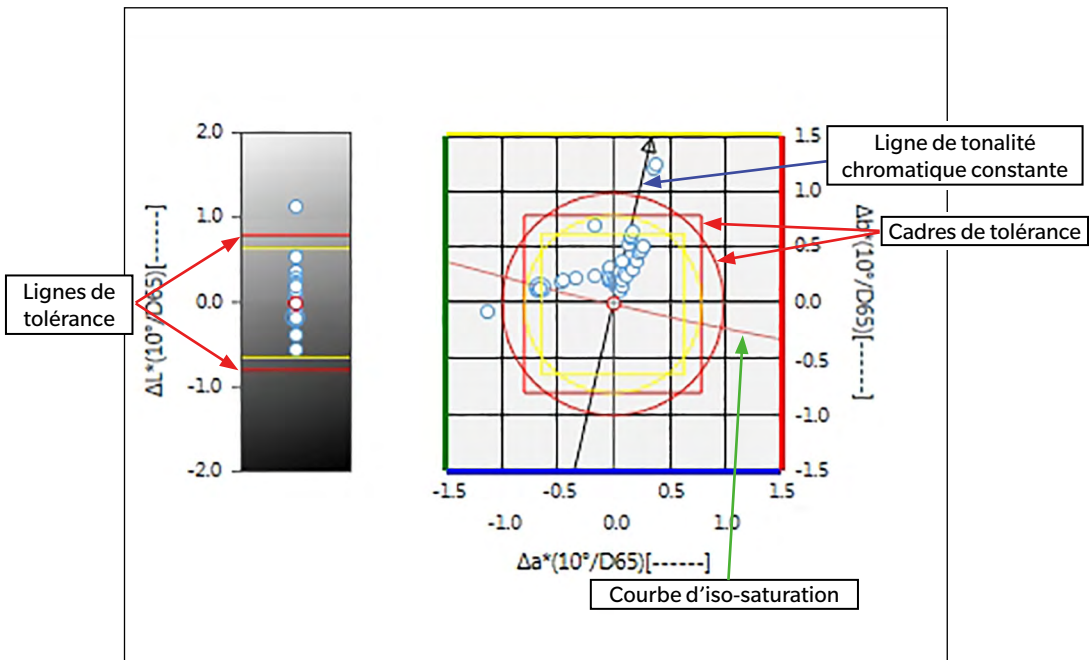 2.0
1.0
0.0
-1.0
-2.0
ΔL*(10°/D65)[-----]
Lignes de
tolérance
1.5
1.0
0.5
0.0
-0.5
-1.0
-1.5
Δb*(10°/D65)[-----]
Ligne de tonalité
chromatique constante
Cadres de tolérance
-1.5 -0.5 0.5 1.5
-1.0 0.0 1.0
Δa*(10°/D65)[------]
Courbe d'iso-saturation